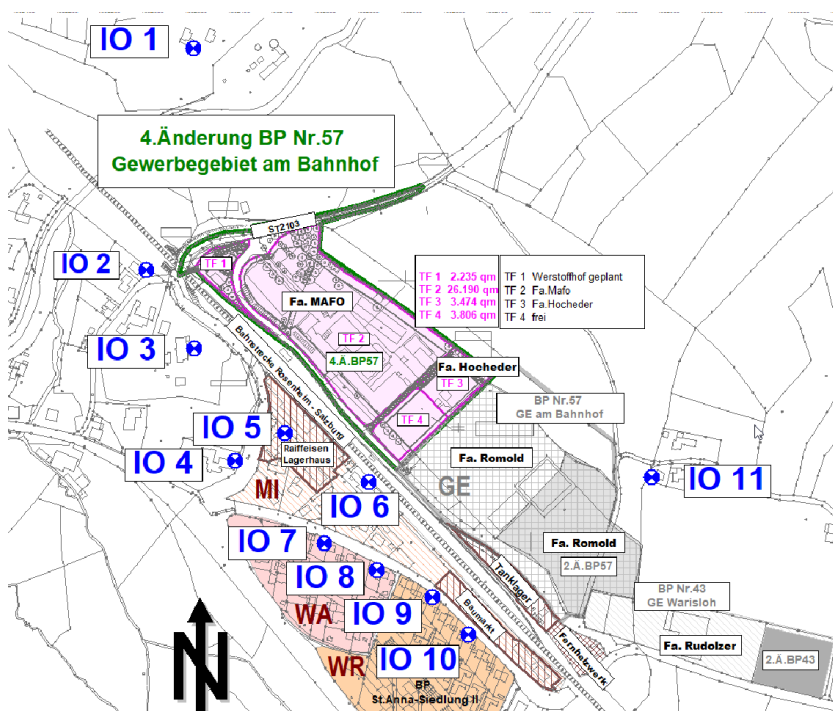 IO 1
4.Änderung BP Nr.57
Gewerbegebiet am Bahnhof
ST2103
IO 2
TF 1
TF 1 2.235 qm
TF 2 26.190 qm
TF 3 3.474 qm
TF 4 3.806 qm
TF 1 Werstoffhof geplant
TF 2 Fa.Mafo
TF 3 Fa.Hocheder
TF 4 frei
Fa. MAFO
IO 3
TF 2
4.Ä.BP57
Bahnstrecke Rosenheim - Salzburg
Fa. Hocheder
TF 3
BP Nr.57
GE am Bahnhof
TF 4
IO 5
Raiffeisen
Lagerhaus
IO 4
Fa. Romold
GE
IO 11
MI
IO 6
IO 7
Fa. Romold
2.Ä.BP57
IO 8
Tanklager
BP Nr.43
GE Warisloh
WA
IO 9
Baumarkt
N
IO 10
WR
Fernheizwerk
Fa. Rudolzer
2.Ä.BP43
BP
St.Anna-Siedlung II